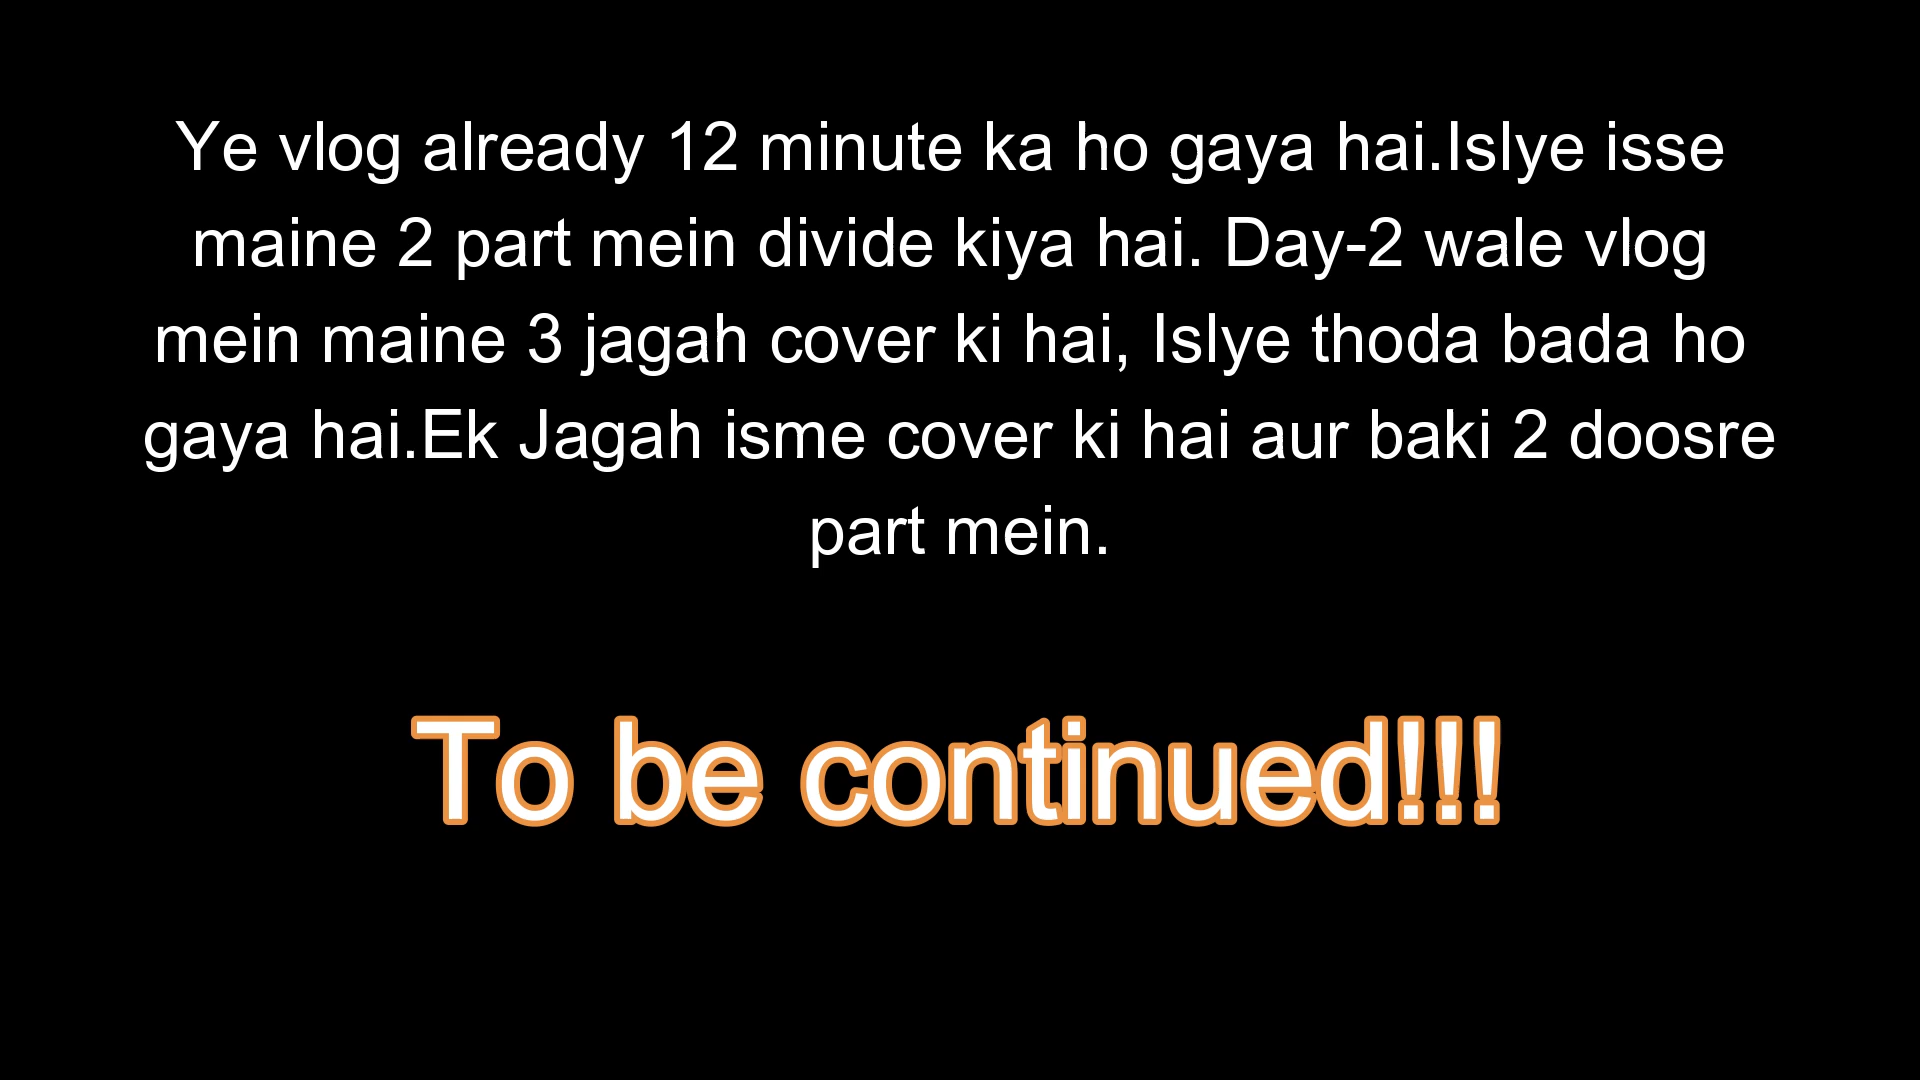 Ye vlog already 12 minute ka ho gaya hai.Islye isse
maine 2 part mein divide kiya hai. Day-2 wale vlog
mein maine 3 jagah cover ki hai, Islye thoda bada ho
gaya hai.Ek Jagah isme cover ki hai aur baki 2 doosre
part mein.
To be continued!!!